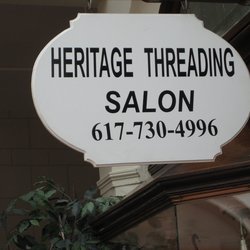 HERITAGE THREADING
SALON
617-730-4996